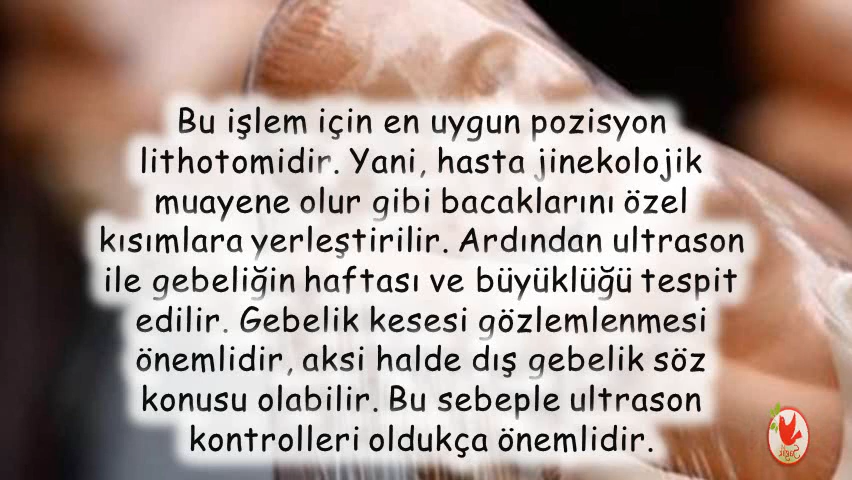 Bu işlem için en uygun pozisyon
lithotomidir. Yani, hasta jinekolojik
muayene olur gibi bacaklarını özel
kısımlara yerleştirilir. Ardından ultrason
ile gebeliğin haftası ve büyüklüğü tespit
edilir. Gebelik kesesi gözlemlenmesi
önemlidir, aksi halde dış gebelik söz
konusu olabilir. Bu sebeple ultrason
kontrolleri oldukça önemlidir.